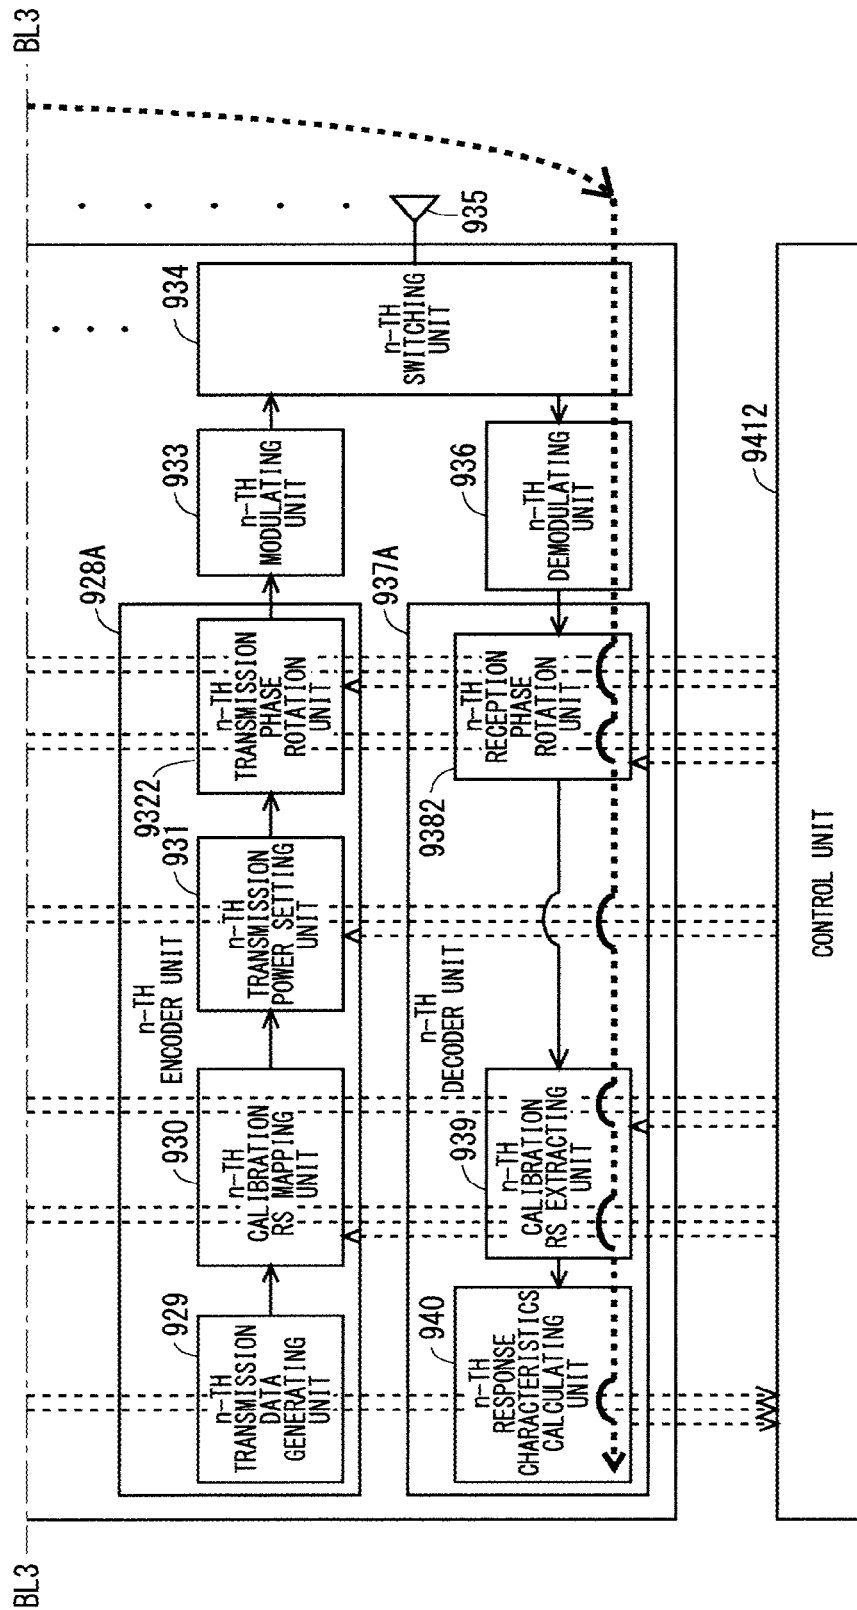 BL3
BL3
928A
n-TH
ENCODER UNIT
929
n-TH
TRANSMISSION
DATA
GENERATING
UNIT
930
n-TH
CALIBRATION
RS MAPPING
UNIT
931
n-TH
TRANSMISSION
POWER SETTING
UNIT
9322
n-TH
TRANSMISSION
PHASE
ROTATION
UNIT
933
n-TH
MODULATING
UNIT
934
n-TH
SWITCHING
UNIT
935
937A
n-TH
DECODER UNIT
940
n-TH
RESPONSE
CHARACTERISTICS
CALCULATING
UNIT
939
n-TH
CALIBRATION
RS EXTRACTING
UNIT
9382
n-TH
RECEPTION
PHASE
ROTATION
UNIT
936
n-TH
DEMODULATING
UNIT
9412
CONTROL UNIT